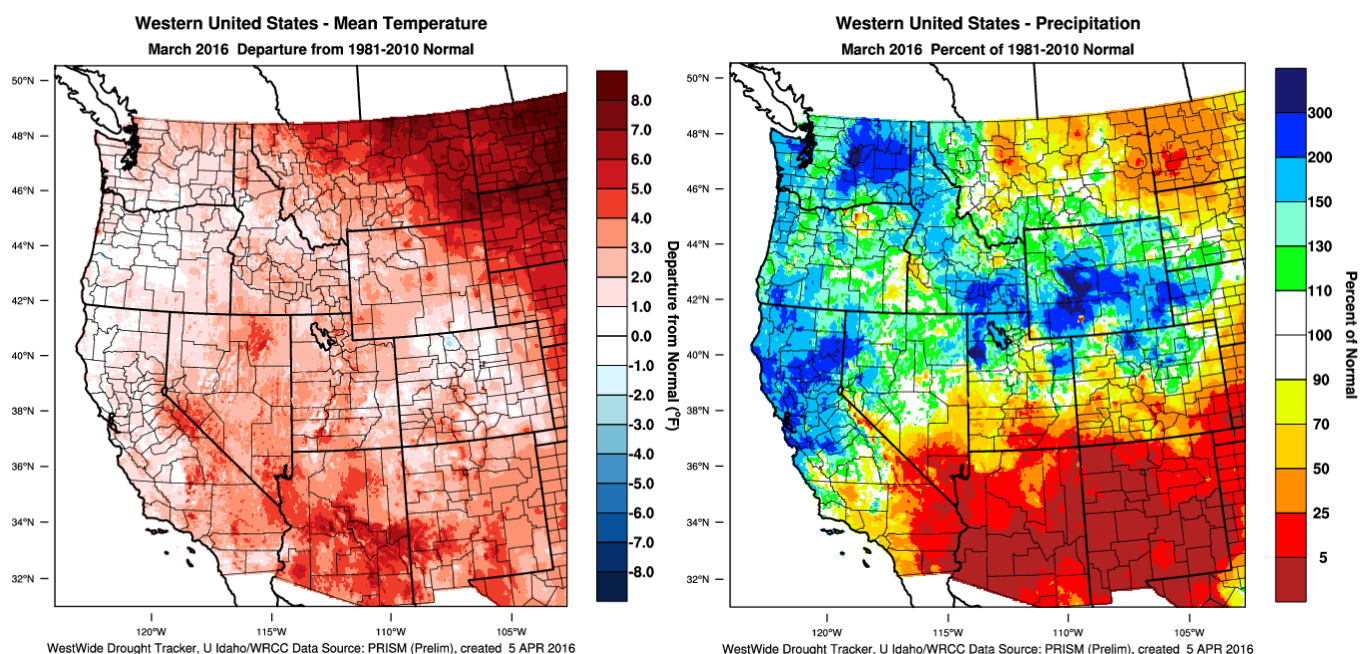 Western United States - Mean Temperature
March 2016 Departure from 1981-2010 Normal
50°N
48°N
46°N
44°N
42°N
40°N
38°N
36°N
34°N
32°N
120°W
115°W
110°W
105°W
8.0
7.0
6.0
5.0
4.0
3.0
2.0
1.0
0.0
-1.0
-2.0
-3.0
-4.0
-5.0
-6.0
-7.0
-8.0
Departure from Normal (°F)
WestWide Drought Tracker, U Idaho/WRCC Data Source: PRISM (Prelim), created 5 APR 2016
Western United States - Precipitation
March 2016 Percent of 1981-2010 Normal
50°N
48°N
46°N
44°N
42°N
40°N
38°N
36°N
34°N
32°N
120°W
115°W
110°W
105°W
300
200
150
130
110
100
90
70
50
25
5
Percent of Normal
WestWide Drought Tracker, U Idaho/WRCC Data Source: PRISM (Prelim), created 5 APR 2016